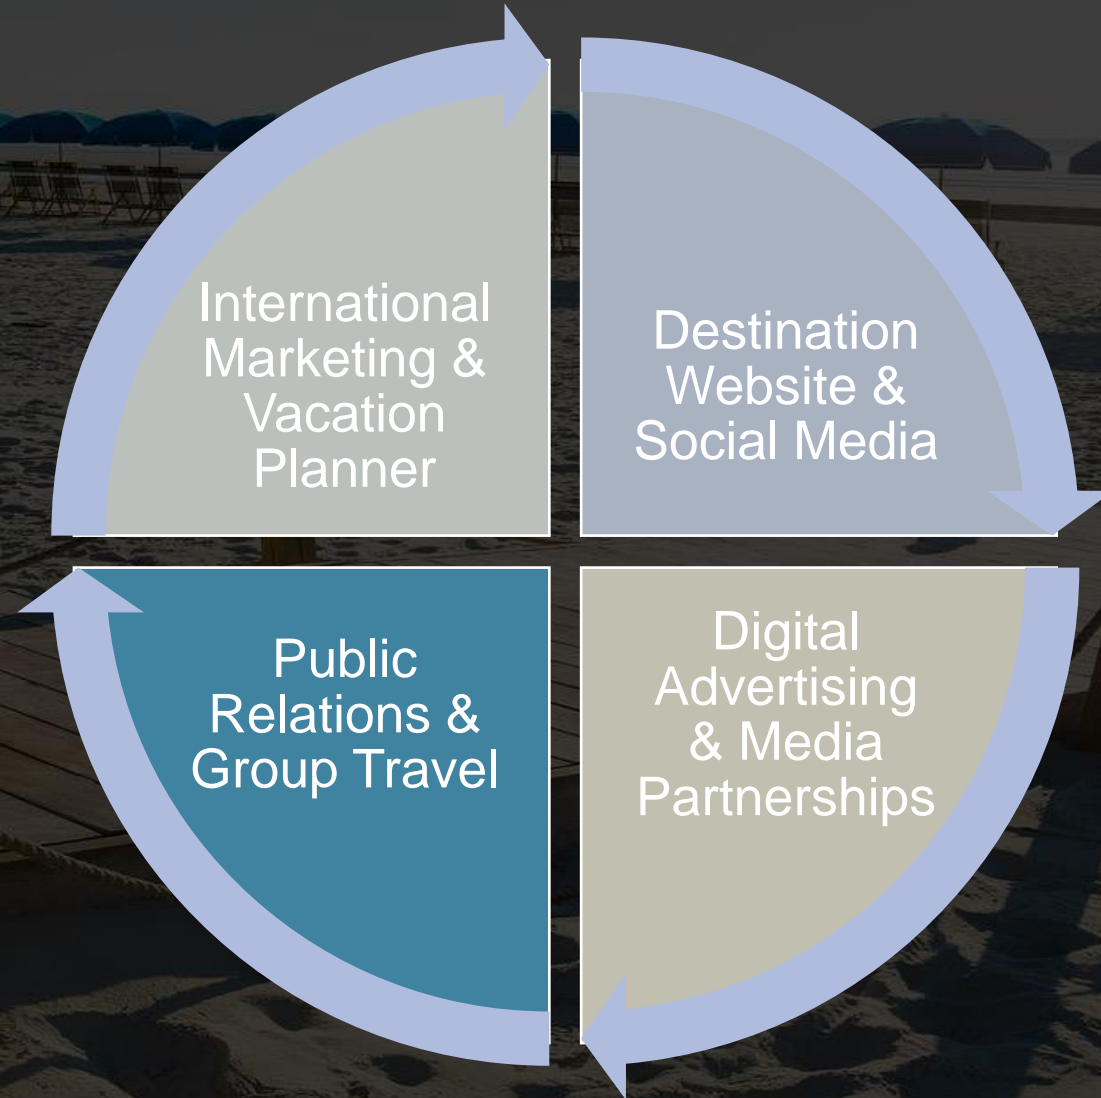 International
Marketing &
Vacation
Planner
Destination
Website &
Social Media
Public
Relations &
Group Travel
Digital
Advertising
& Media
Partnerships